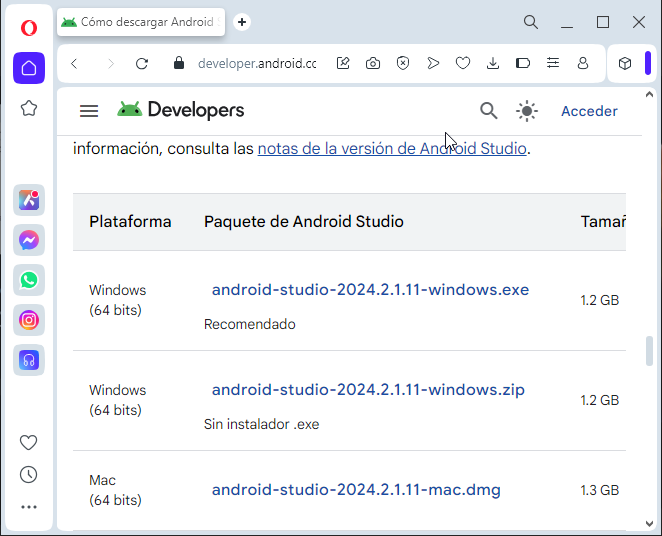 Cómo descargar Android S
developer.android.cc
Developers
Acceder
información, consulta las notas de la versión de Android Studio.
Plataforma Paquete de Android Studio Tamañ
Windows
(64 bits)
android-studio-2024.2.1.11-windows.exe
Recomendado
1.2 GB
Windows
(64 bits)
android-studio-2024.2.1.11-windows.zip
Sin instalador .exe
1.2 GB
Mac
(64 bits)
android-studio-2024.2.1.11-mac.dmg
1.3 GB